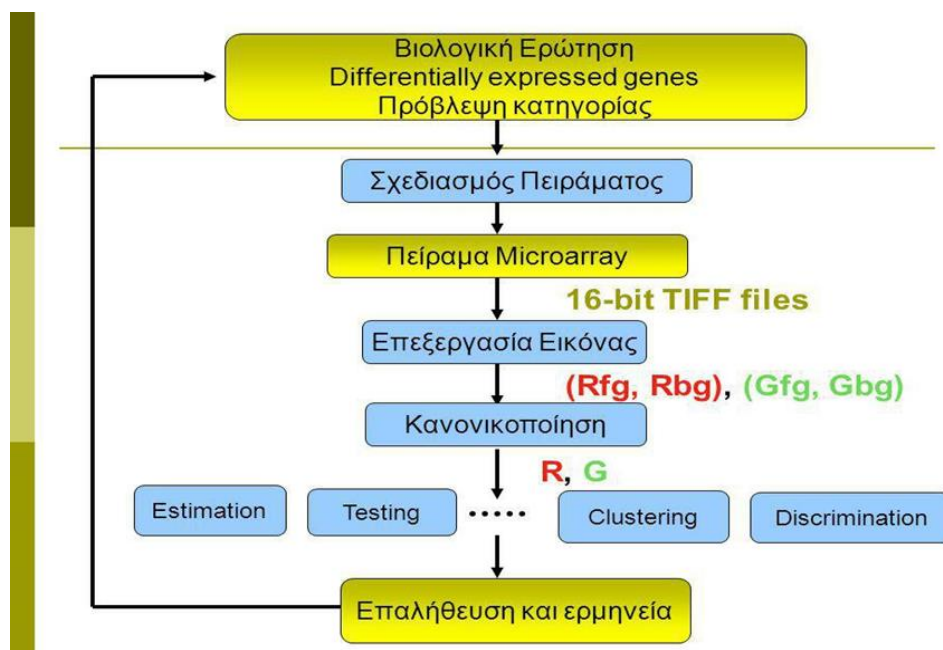 Βιολογική Ερώτηση
Differentially expressed genes
Πρόβλεψη κατηγορίας
Σχεδιασμός Πειράματος
Πείραμα Microarray
16-bit TIFF files
Επεξεργασία Εικόνας
(Rfg, Rbg), (Gfg, Gbg)
Κανονικοποίηση
R, G
Estimation Testing ..... Clustering Discrimination
Επαλήθευση και ερμηνεία